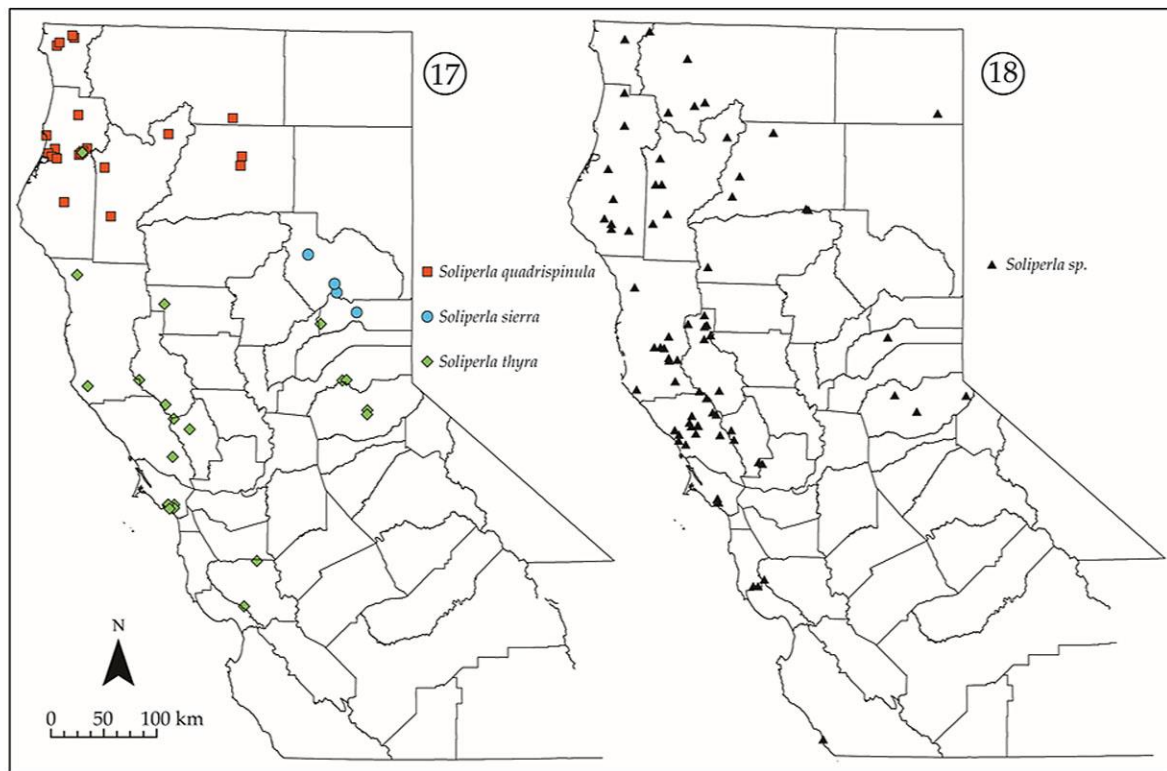 17
18
Soliperla quadrispinula
Soliperla sp.
Soliperla sierra
Soliperla thyra
N
0 50 100 km